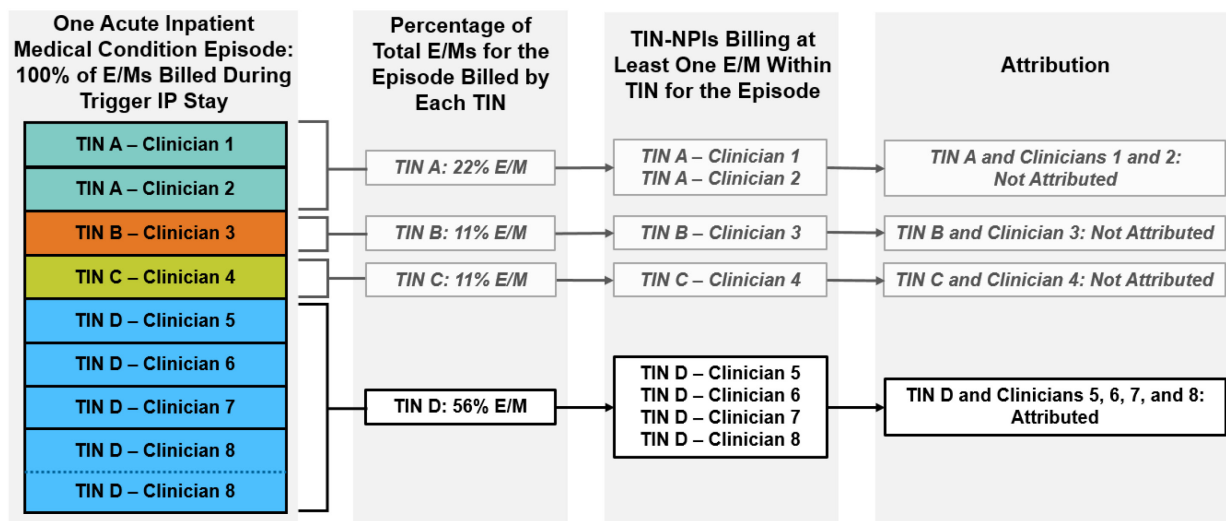 One Acute Inpatient
Medical Condition Episode:
100% of E/Ms Billed During
Trigger IP Stay
TIN A – Clinician 1
TIN A – Clinician 2
TIN B – Clinician 3
TIN C – Clinician 4
TIN D – Clinician 5
TIN D – Clinician 6
TIN D – Clinician 7
TIN D – Clinician 8
TIN D – Clinician 8
Percentage of
Total E/Ms for the
Episode Billed by
Each TIN
TIN A: 22% E/M
TIN B: 11% E/M
TIN C: 11% E/M
TIN D: 56% E/M
TIN-NPIs Billing at
Least One E/M Within
TIN for the Episode
TIN A – Clinician 1
TIN A – Clinician 2
TIN B – Clinician 3
TIN C – Clinician 4
TIN D – Clinician 5
TIN D – Clinician 6
TIN D – Clinician 7
TIN D – Clinician 8
Attribution
TIN A and Clinicians 1 and 2:
Not Attributed
TIN B and Clinician 3: Not Attributed
TIN C and Clinician 4: Not Attributed
TIN D and Clinicians 5, 6, 7, and 8:
Attributed